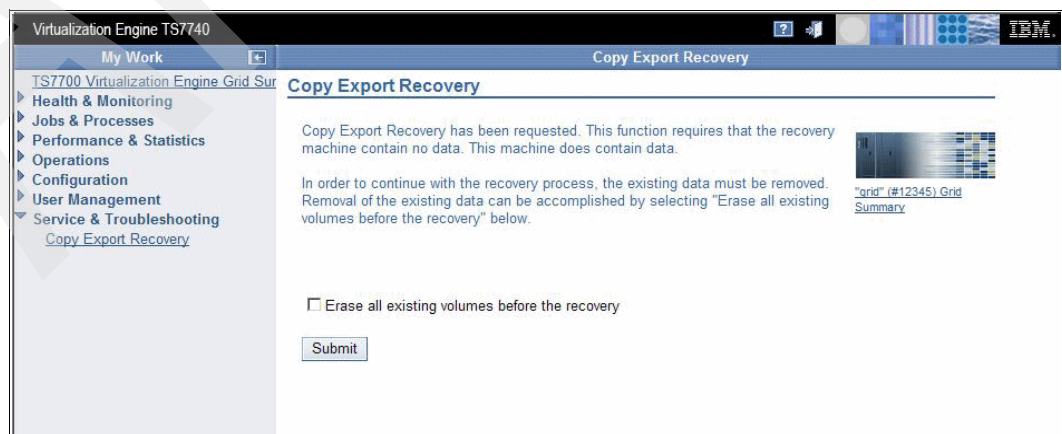 Virtualization Engine TS7740
?
IBM.
My Work
Copy Export Recovery
TS7700 Virtualization Engine Grid Sur
Health & Monitoring
Jobs & Processes
Performance & Statistics
Operations
Configuration
User Management
Service & Troubleshooting
Copy Export Recovery
Copy Export Recovery
Copy Export Recovery has been requested. This function requires that the recovery
machine contain no data. This machine does contain data.
In order to continue with the recovery process, the existing data must be removed.
Removal of the existing data can be accomplished by selecting "Erase all existing
volumes before the recovery" below.
"grid" (#12345) Grid
Summary
Erase all existing volumes before the recovery
Submit